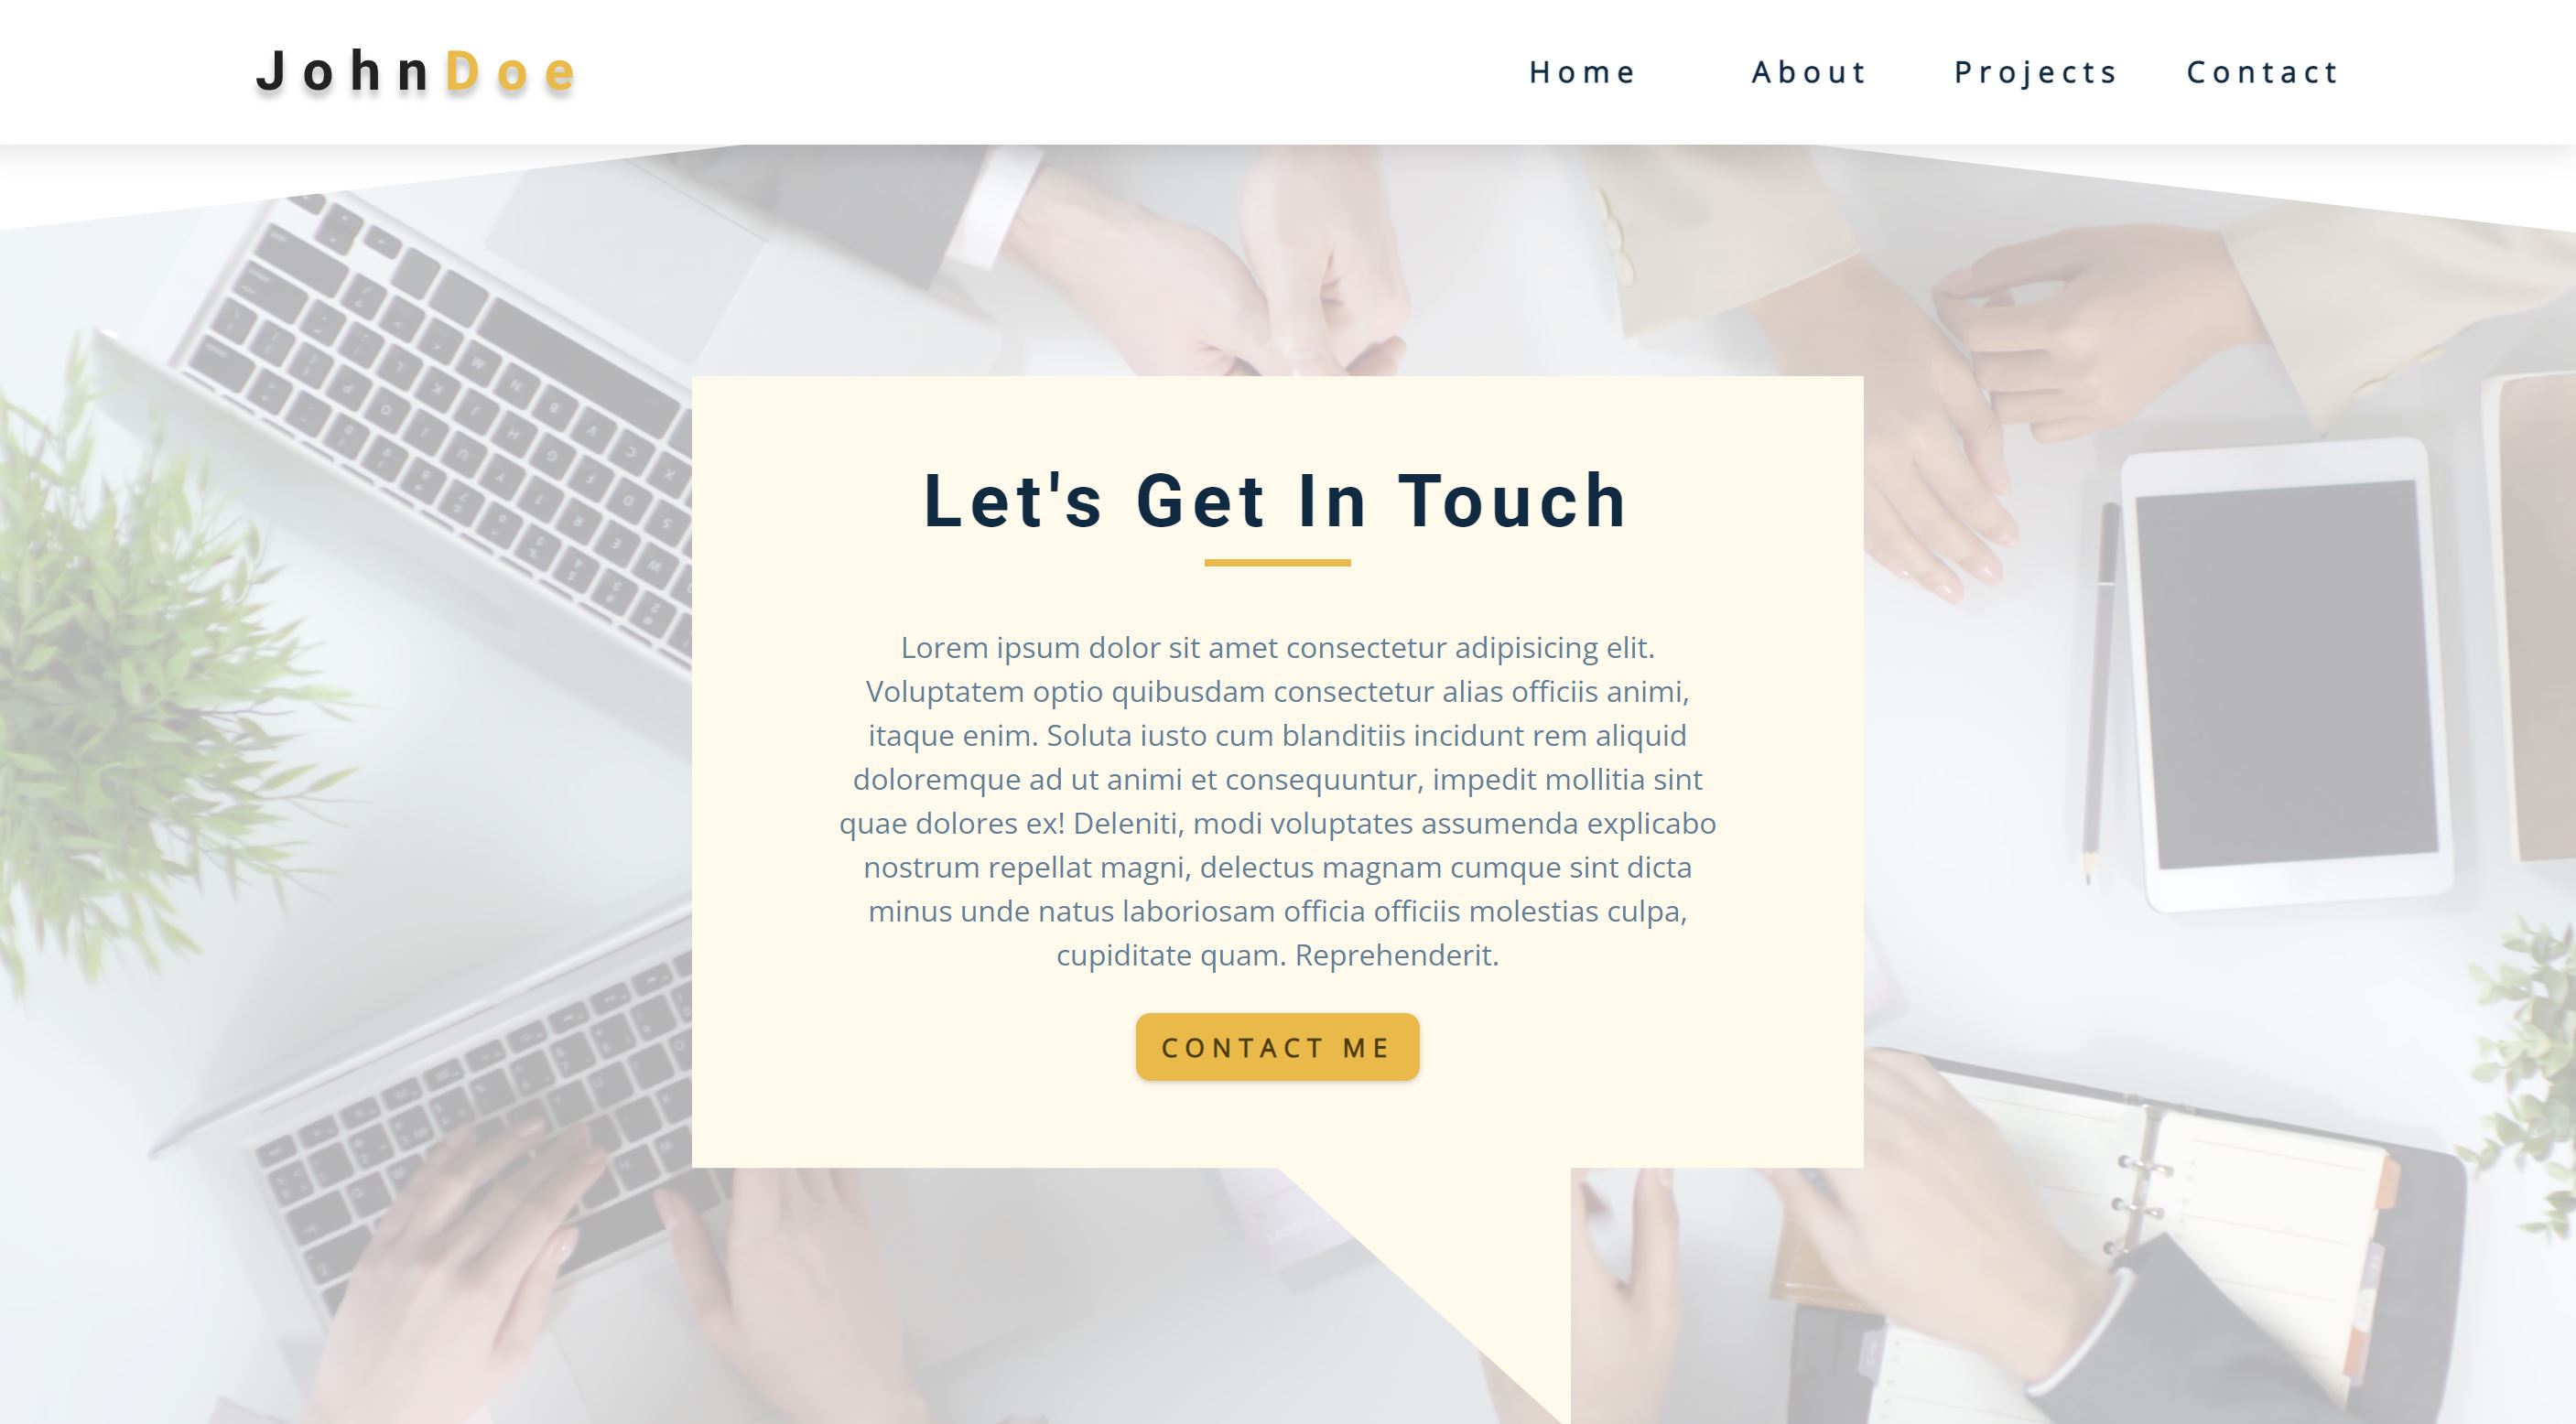 JohnDoe
Home About Projects Contact
Let's Get In Touch
Lorem ipsum dolor sit amet consectetur adipisicing elit.
Voluptatem optio quibusdam consectetur alias officiis animi,
itaque enim. Soluta iusto cum blanditiis incidunt rem aliquid
doloremque ad ut animi et consequuntur, impedit mollitia sint
quae dolores ex! Deleniti, modi voluptates assumenda explicabo
nostrum repellat magni, delectus magnam cumque sint dicta
minus unde natus laboriosam officia officiis molestias culpa,
cupiditate quam. Reprehenderit.
CONTACT ME